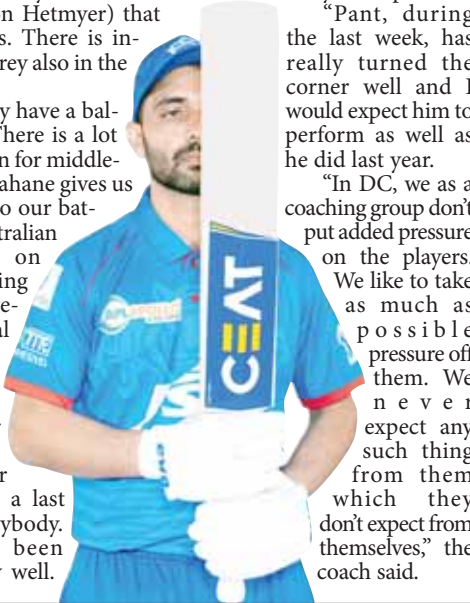 on Hetmyer) that
s. There is in-
rey also in the
y have a bal-
There is a lot
n for middle-
ahane gives us
o our bat-
tralian
on
ing
e-
al
r
a last
ybody.
been
well.
CEAT
"Pant, during
the last week, has
really turned the
corner well and I
would expect him to
perform as well as
he did last year.
"In DC, we as a
coaching group don't
put added pressure
on the players.
We like to take
as much as
possible
pressure off
them. We
never
expect any
such thing
from them
which they
don't expect from
themselves," the
coach said.